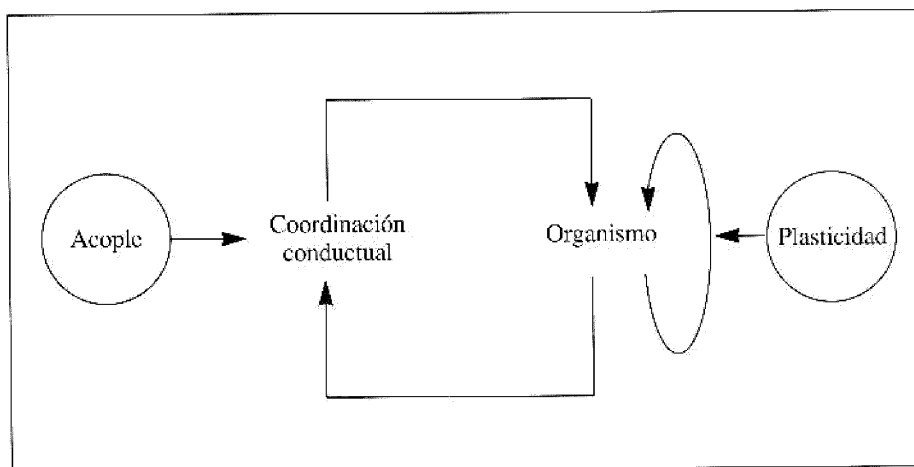 Acople
Coordinación
conductual
Organismo
Plasticidad